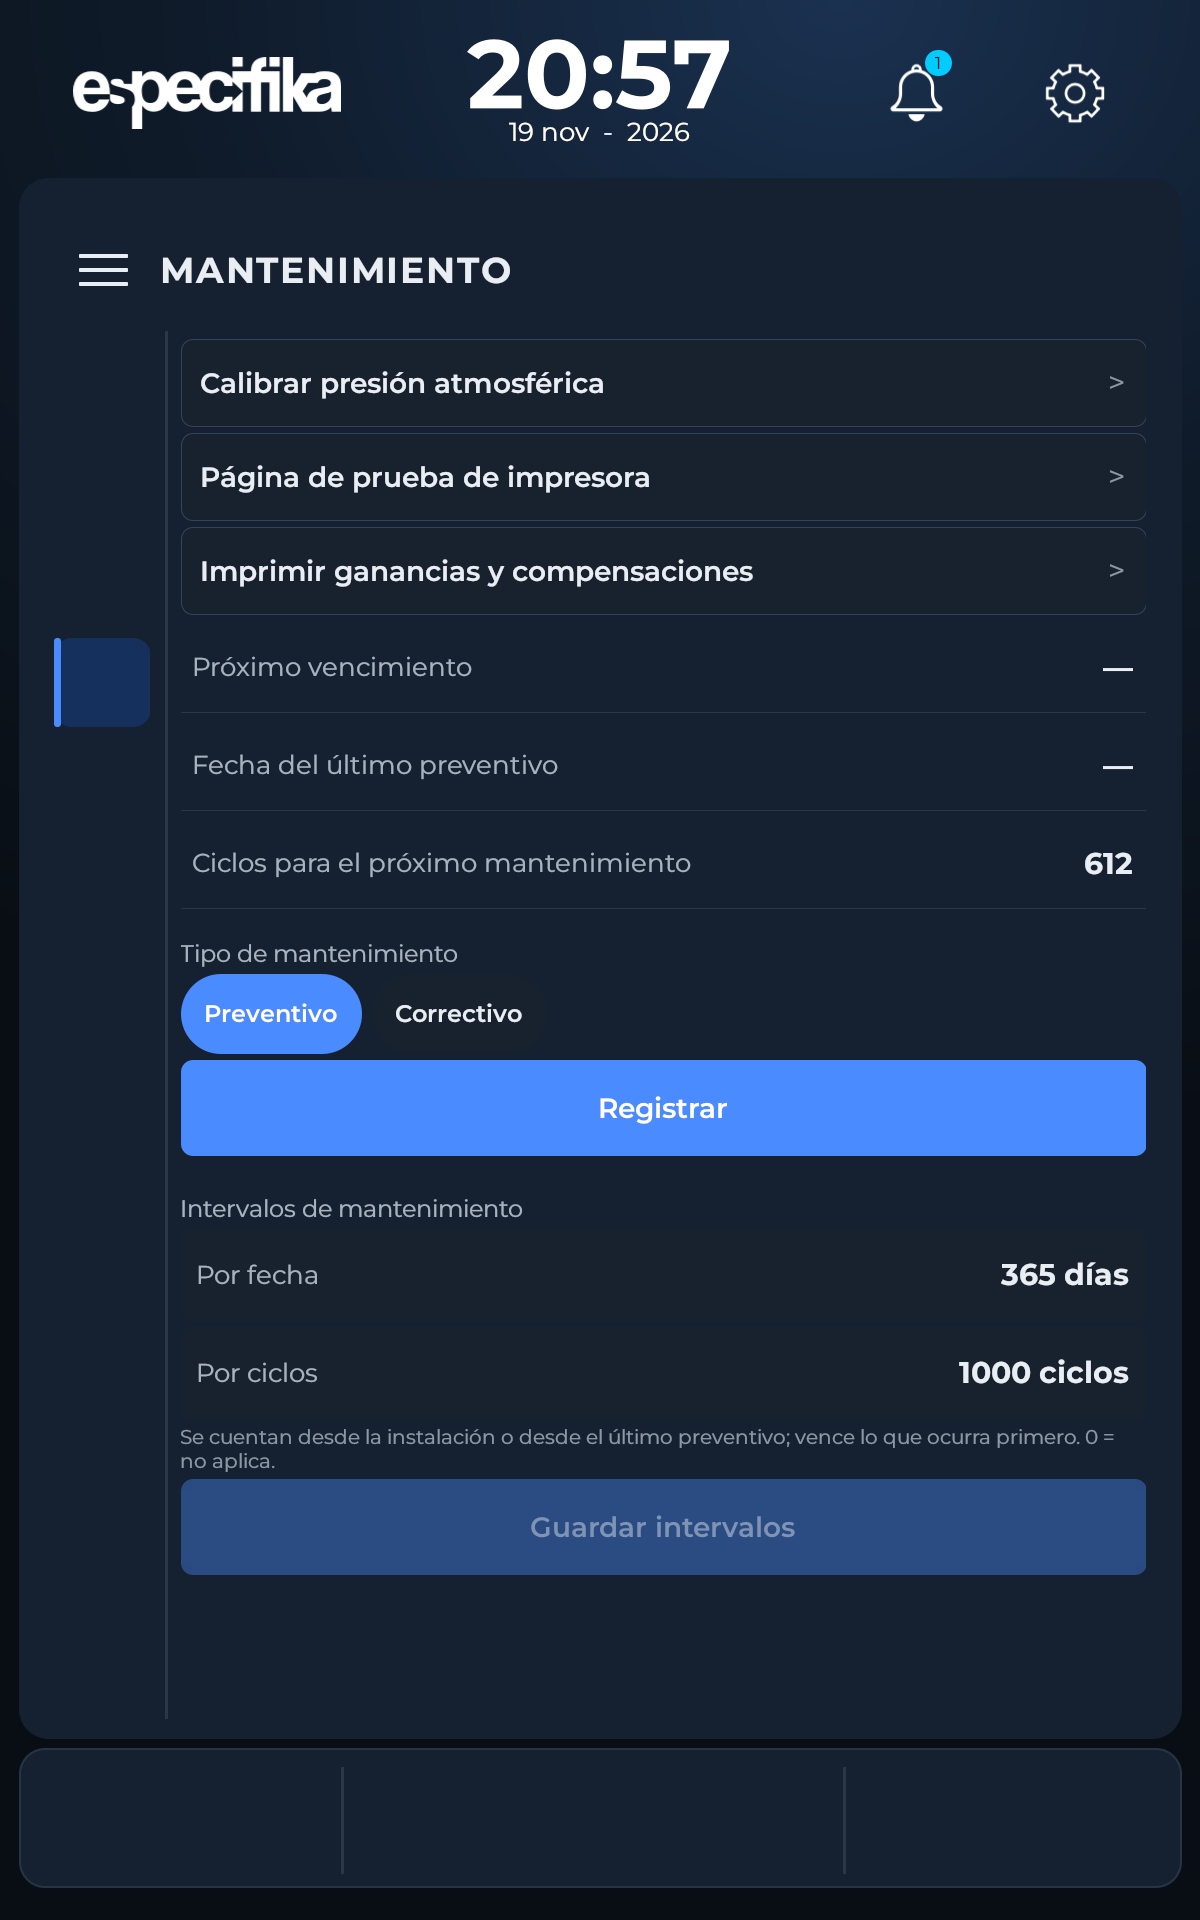 especifika
20:57
19 nov - 2026
1
MANTENIMIENTO
Calibrar presión atmosférica >
Página de prueba de impresora >
Imprimir ganancias y compensaciones >
Próximo vencimiento —
Fecha del último preventivo —
Ciclos para el próximo mantenimiento 612
Tipo de mantenimiento
Preventivo Correctivo
Registrar
Intervalos de mantenimiento
Por fecha 365 días
Por ciclos 1000 ciclos
Se cuentan desde la instalación o desde el último preventivo; vence lo que ocurra primero. 0 =
no aplica.
Guardar intervalos